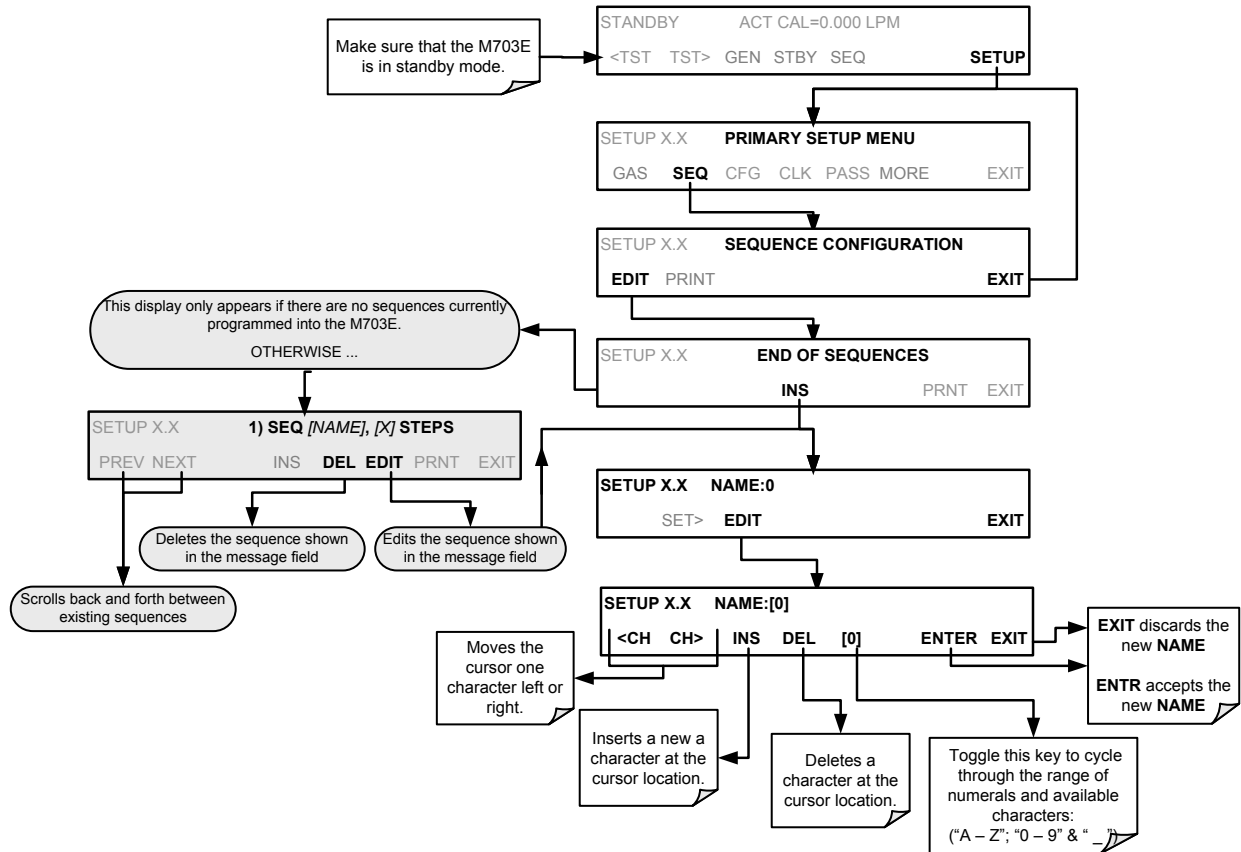 Make sure that the M703E
is in standby mode.
STANDBY ACT CAL=0.000 LPM
<TST TST> GEN STBY SEQ SETUP
SETUP X.X PRIMARY SETUP MENU
GAS SEQ CFG CLK PASS MORE EXIT
SETUP X.X SEQUENCE CONFIGURATION
EDIT PRINT EXIT
This display only appears if there are no sequences currently
programmed into the M703E.
OTHERWISE ...
SETUP X.X END OF SEQUENCES
INS PRNT EXIT
SETUP X.X 1) SEQ [NAME], [X] STEPS
PREV NEXT INS DEL EDIT PRNT EXIT
Deletes the sequence shown
in the message field
Edits the sequence shown
in the message field
Scrolls back and forth between
existing sequences
SETUP X.X NAME:0
SET> EDIT EXIT
SETUP X.X NAME:[0]
<CH CH> INS DEL [0] ENTER EXIT
Moves the
cursor one
character left or
right.
Inserts a new a
character at the
cursor location.
Deletes a
character at the
cursor location.
Toggle this key to cycle
through the range of
numerals and available
characters:
(“A – Z”; “0 – 9” & “ _ ”)
EXIT discards the
new NAME
ENTR accepts the
new NAME